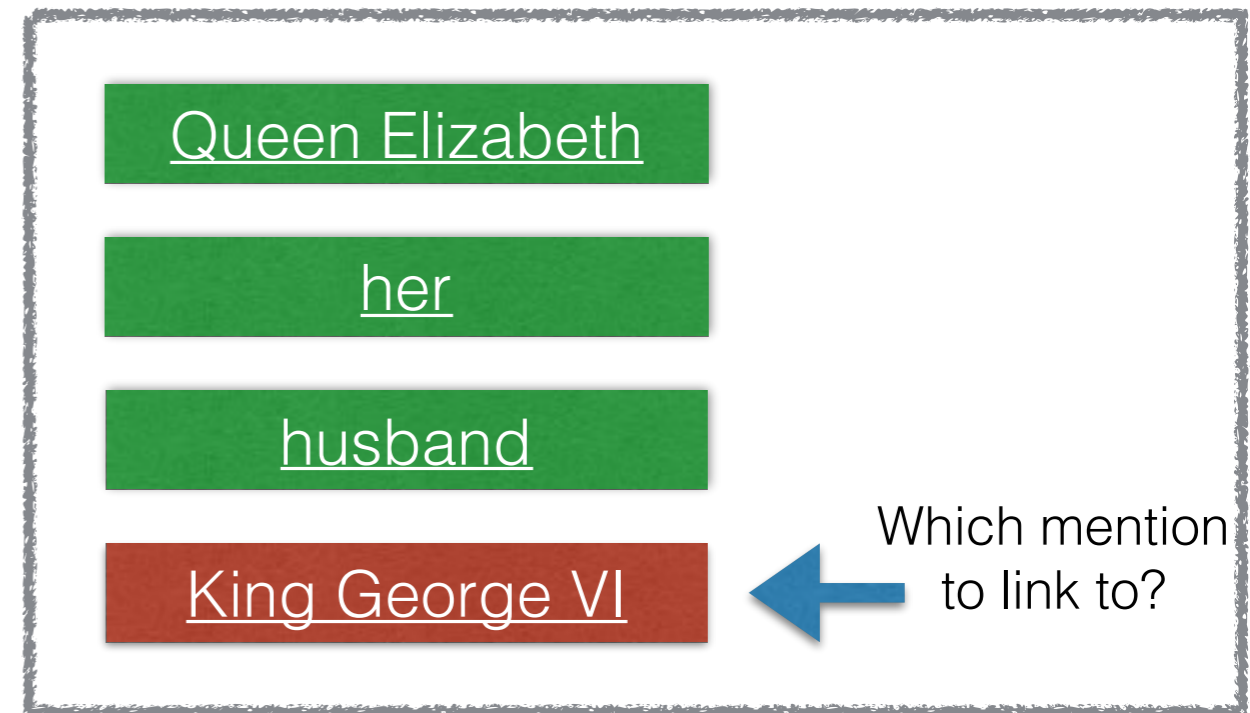 Queen Elizabeth
her
husband
King George VI
Which mention
to link to?